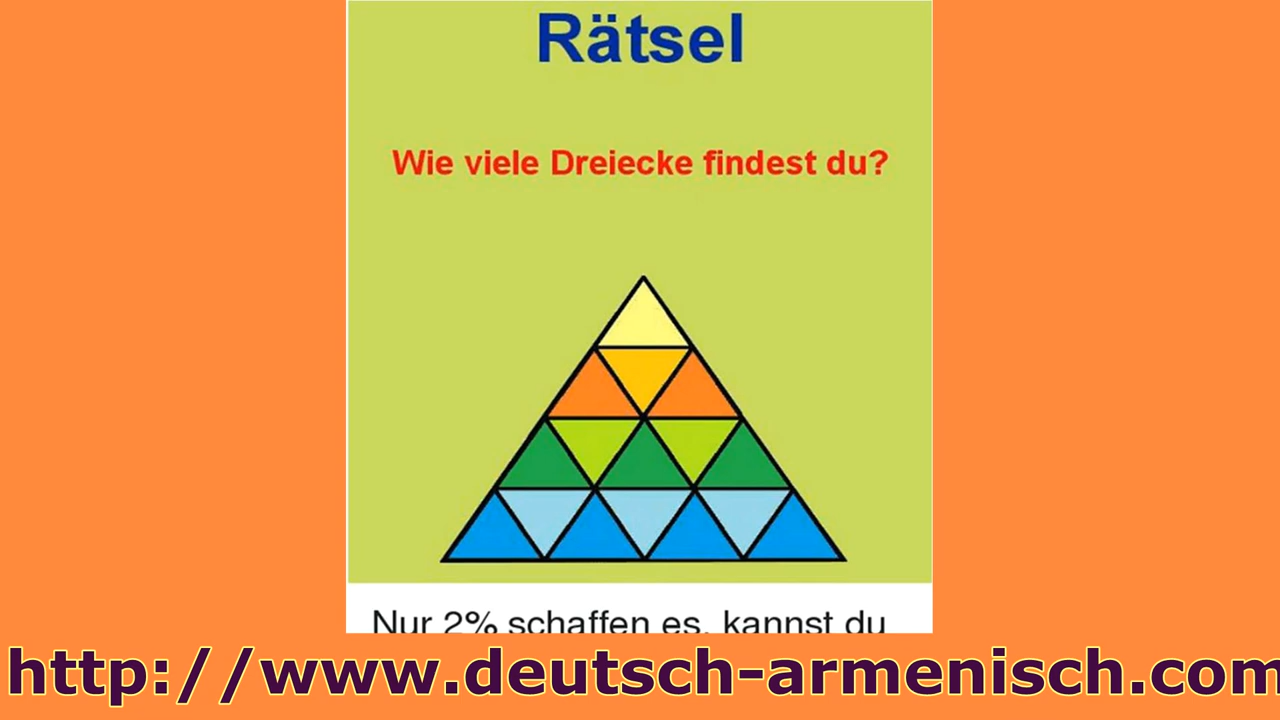 Rätsel
Wie viele Dreiecke findest du?
Nur 2% schaffen es, kannst du
http://www.deutsch-armenisch.com